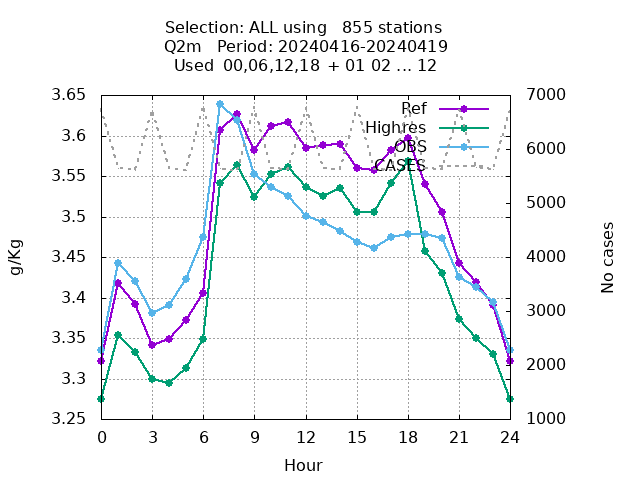 Selection: ALL using   855 stations
Q2m   Period: 20240416-20240419
Used  00,06,12,18 + 01 02 ... 12
3.65
3.6
3.55
3.5
3.45
3.4
3.35
3.3
3.25
g/Kg
7000
6000
5000
4000
3000
2000
1000
No cases
Ref
Highres
OBS
CASES
0 3 6 9 12 15 18 21 24
Hour